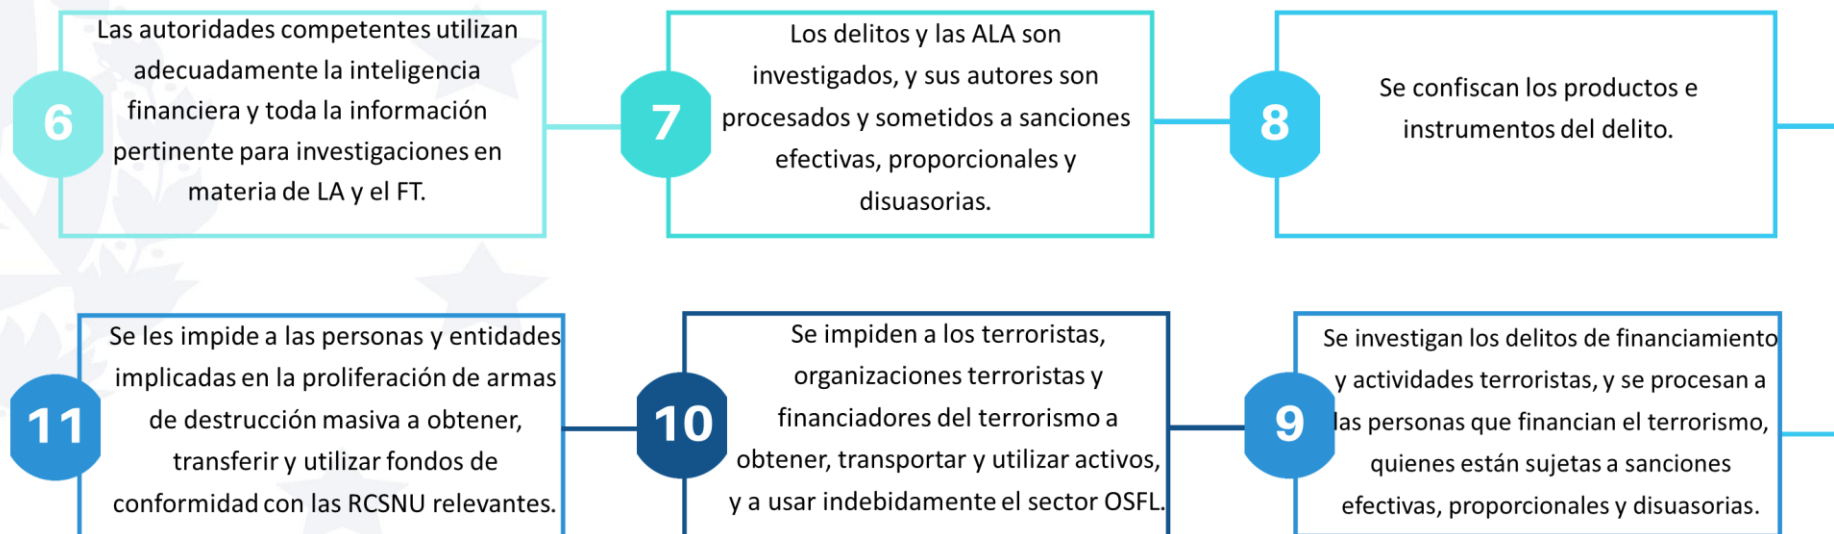 6
Las autoridades competentes utilizan
adecuadamente la inteligencia
financiera y toda la información
pertinente para investigaciones en
materia de LA y el FT.
7
Los delitos y las ALA son
investigados, y sus autores son
procesados y sometidos a sanciones
efectivas, proporcionales y
disuasorias.
8
Se confiscan los productos e
instrumentos del delito.
11
Se les impide a las personas y entidades
implicadas en la proliferación de armas
de destrucción masiva a obtener,
transferir y utilizar fondos de
conformidad con las RCSNU relevantes.
10
Se impiden a los terroristas,
organizaciones terroristas y
financiadores del terrorismo a
obtener, transportar y utilizar activos,
y a usar indebidamente el sector OSFL.
9
Se investigan los delitos de financiamiento
y actividades terroristas, y se procesan a
las personas que financian el terrorismo,
quienes están sujetas a sanciones
efectivas, proporcionales y disuasorias.